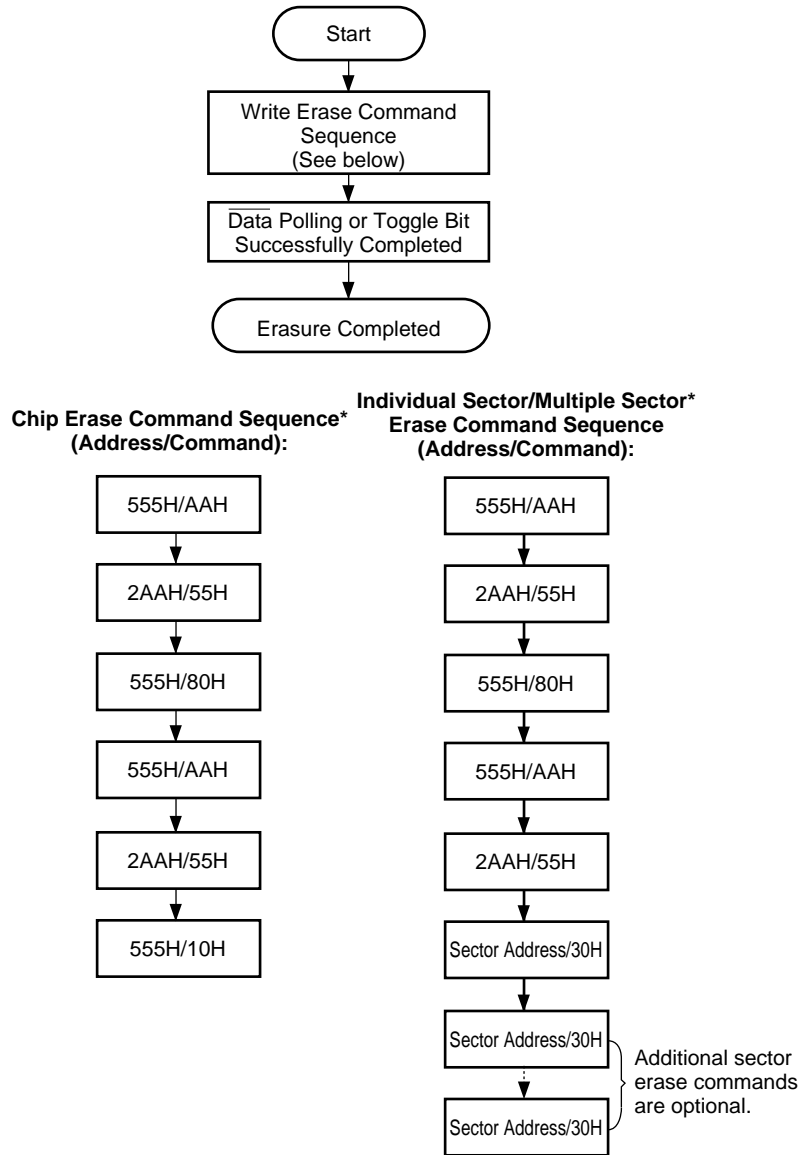 Start
Write Erase Command
Sequence
(See below)
Data Polling or Toggle Bit
Successfully Completed
Erasure Completed
Chip Erase Command Sequence*
(Address/Command):
555H/AAH
2AAH/55H
555H/80H
555H/AAH
2AAH/55H
555H/10H
Individual Sector/Multiple Sector*
Erase Command Sequence
(Address/Command):
555H/AAH
2AAH/55H
555H/80H
555H/AAH
2AAH/55H
Sector Address/30H
Sector Address/30H
Sector Address/30H
Additional sector
erase commands
are optional.